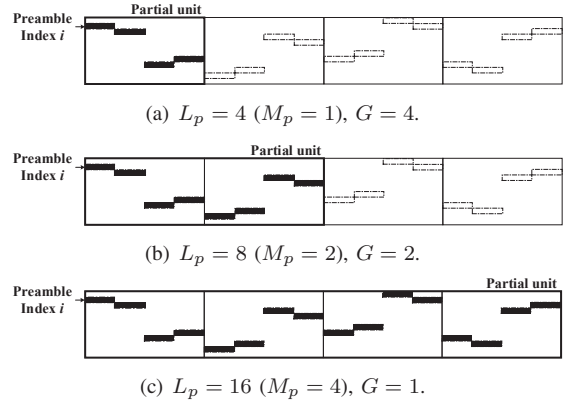 Partial unit
Preamble
Index i
(a) $L_p = 4$ ($M_p = 1$), $G = 4$.
Partial unit
Preamble
Index i
(b) $L_p = 8$ ($M_p = 2$), $G = 2$.
Partial unit
Preamble
Index i
(c) $L_p = 16$ ($M_p = 4$), $G = 1$.